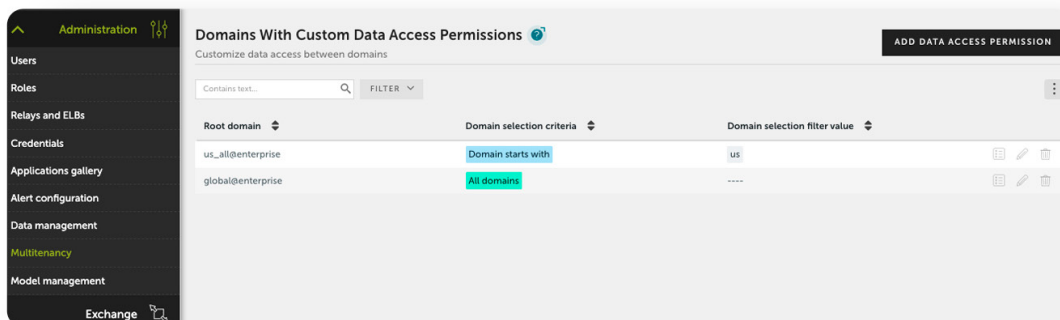 Administration
Users
Roles
Relays and ELBs
Credentials
Applications gallery
Alert configuration
Data management
Multitenancy
Model management
Exchange
Domains With Custom Data Access Permissions ?
Customize data access between domains
ADD DATA ACCESS PERMISSION
Contains text... FILTER
Root domain Domain selection criteria Domain selection filter value
us_all@enterprise Domain starts with us
global@enterprise All domains ----